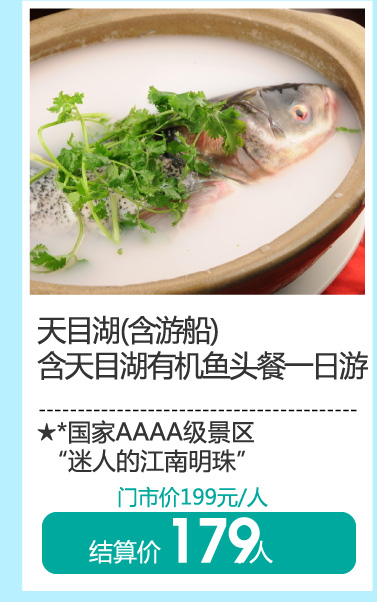 天目湖(含游船)
含天目湖有机鱼头餐一日游
★*国家AAAA级景区
“迷人的江南明珠”
门市价199元/人
结算价 179人